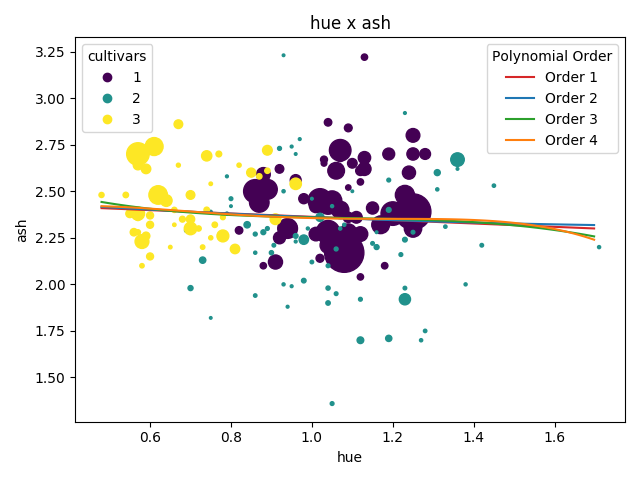 hue x ash
cultivars
1
2
3
Polynomial Order
Order 1
Order 2
Order 3
Order 4
3.25
3.00
2.75
2.50
2.25
2.00
1.75
1.50
ash
0.6 0.8 1.0 1.2 1.4 1.6
hue